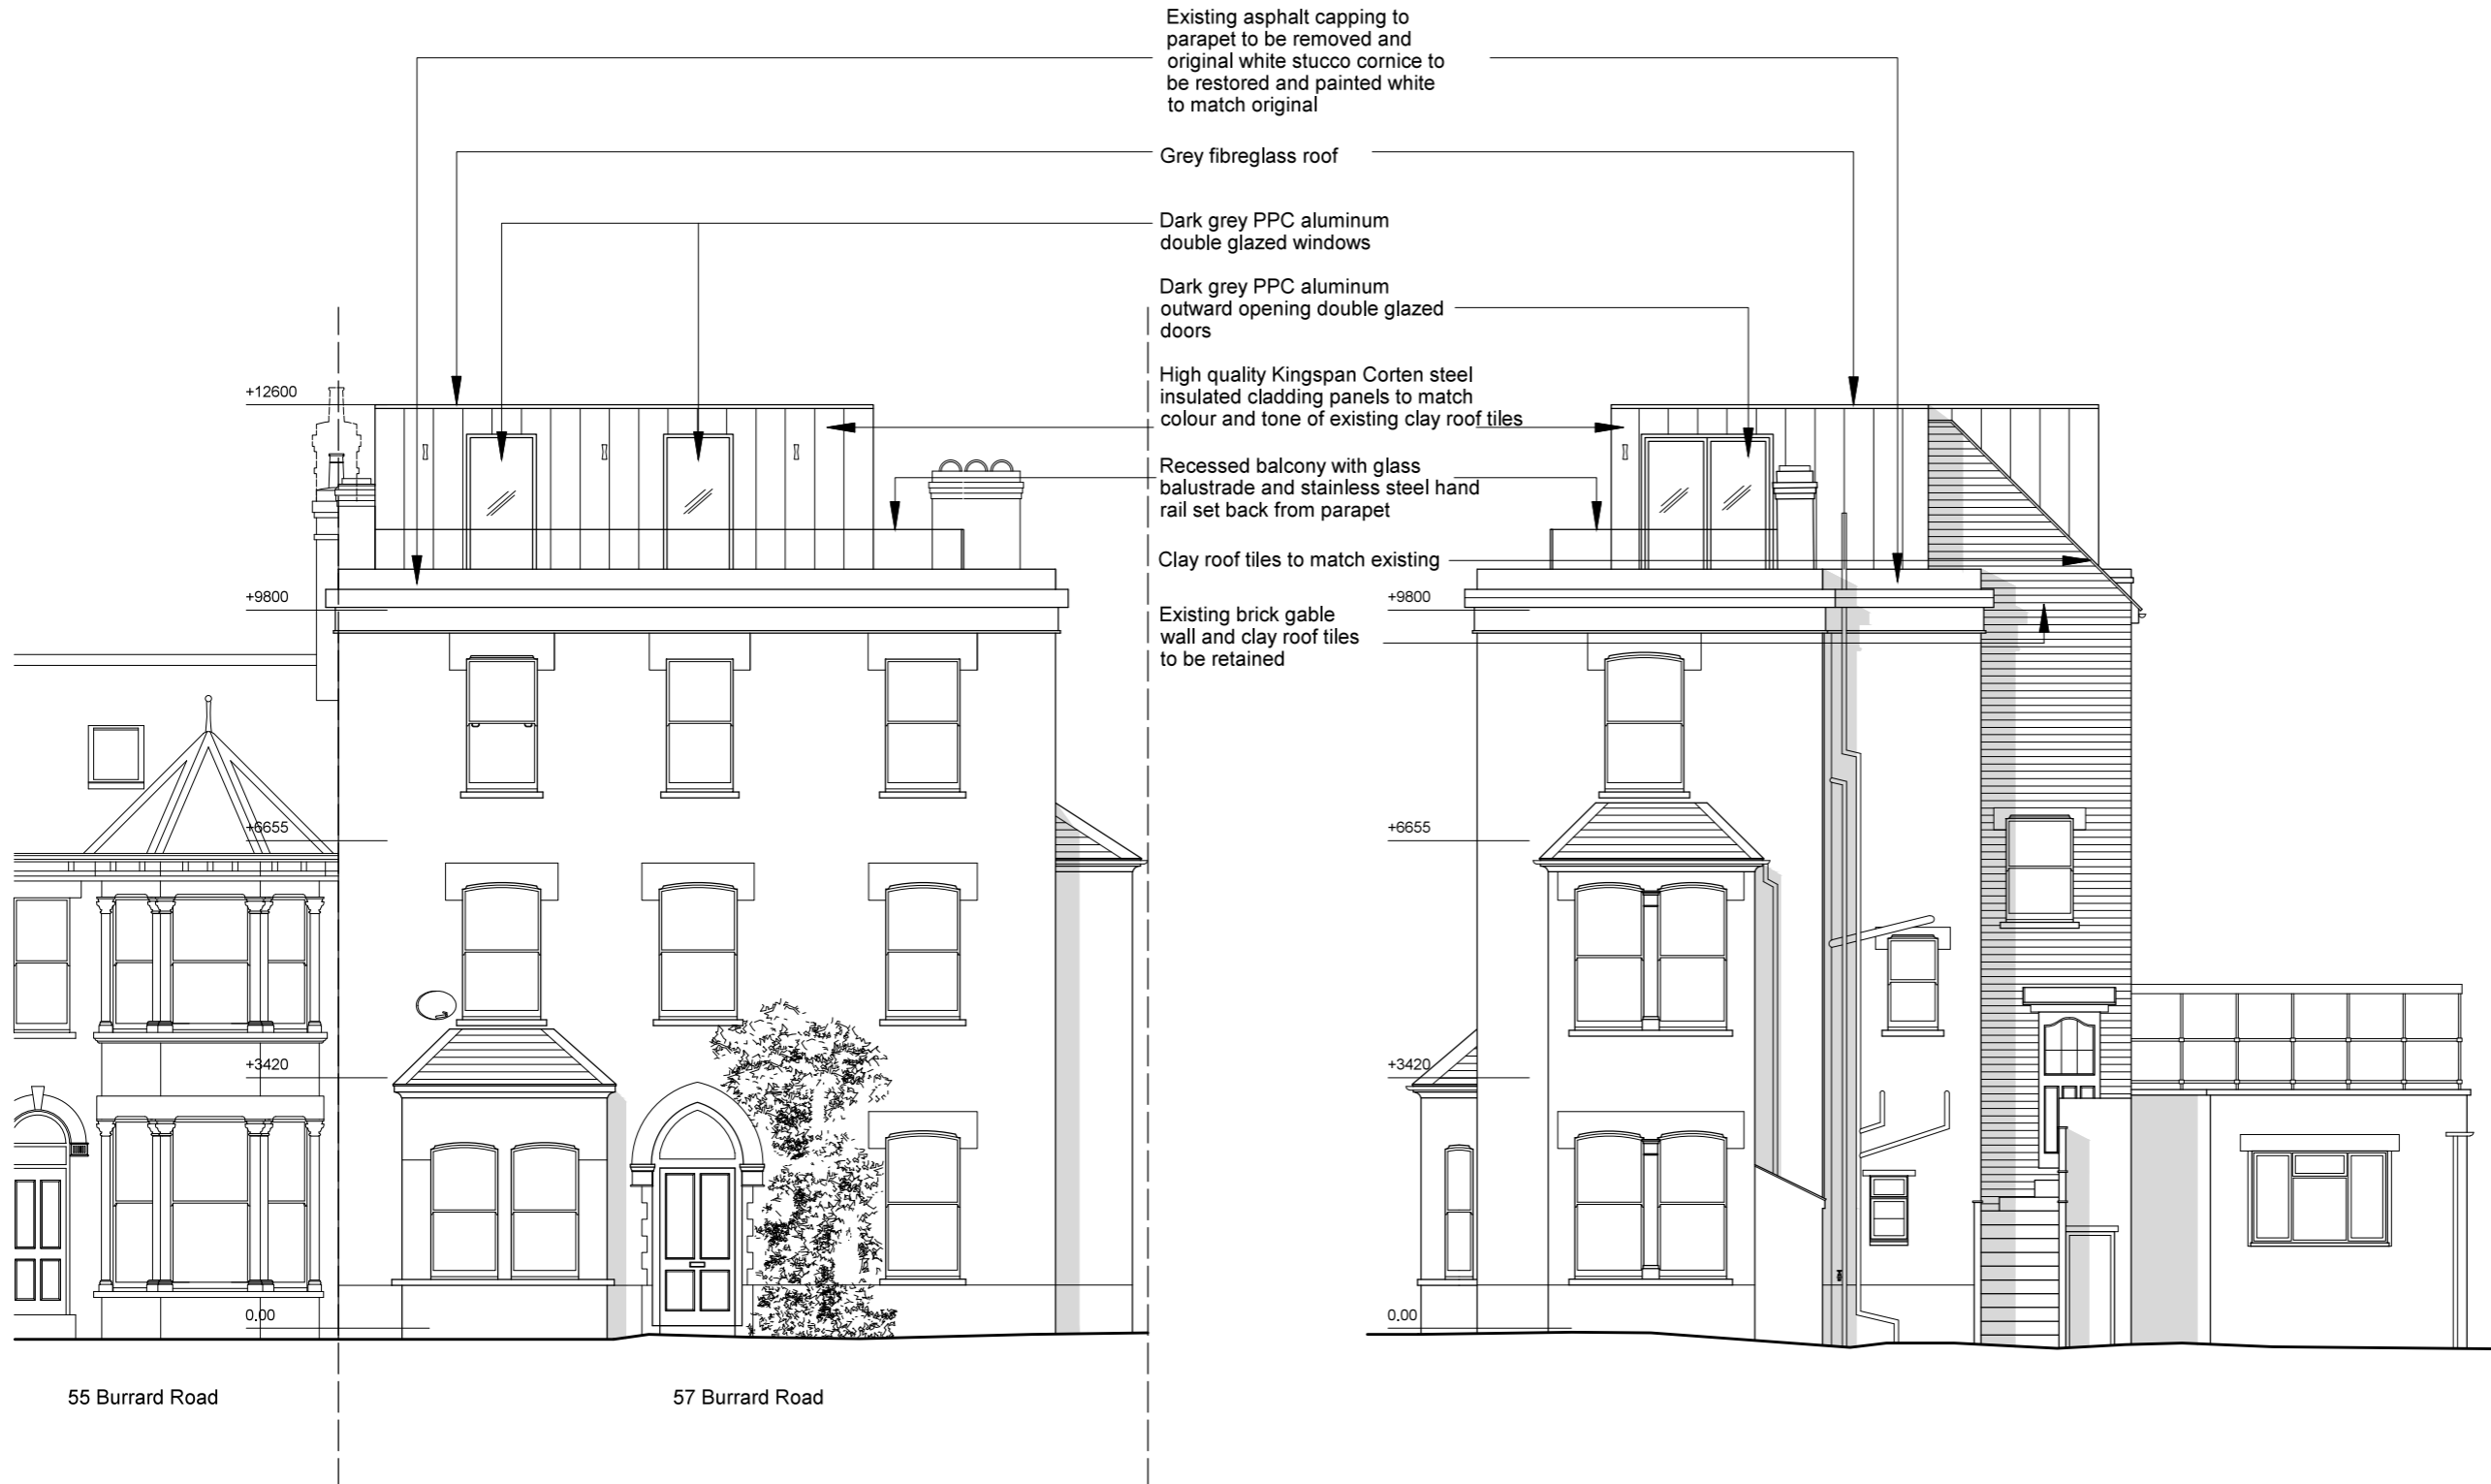 Existing asphalt capping to
parapet to be removed and
original white stucco cornice to
be restored and painted white
to match original
Grey fibreglass roof
Dark grey PPC aluminum
double glazed windows
Dark grey PPC aluminum
outward opening double glazed
doors
High quality Kingspan Corten steel
insulated cladding panels to match
colour and tone of existing clay roof tiles
Recessed balcony with glass
balustrade and stainless steel hand
rail set back from parapet
Clay roof tiles to match existing
Existing brick gable
wall and clay roof tiles
to be retained
+12600
+9800
+6655
+3420
0.00
+9800
+6655
+3420
0.00
55 Burrard Road
57 Burrard Road